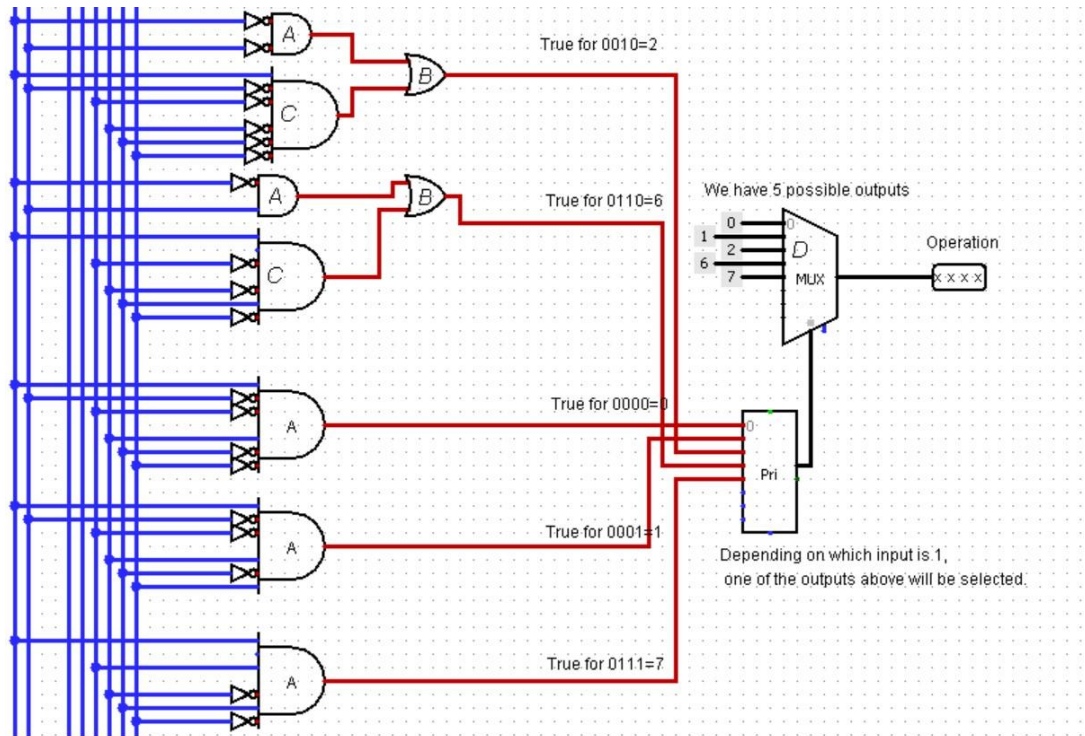 A
True for 0010=2
B
C
A
B
True for 0110=6
We have 5 possible outputs
0
0
1
D
2
Operation
6
C
7
MUX
x x x x
True for 0000=0
A
0
Pri
True for 0001=1
A
Depending on which input is 1,
one of the outputs above will be selected.
True for 0111=7
A